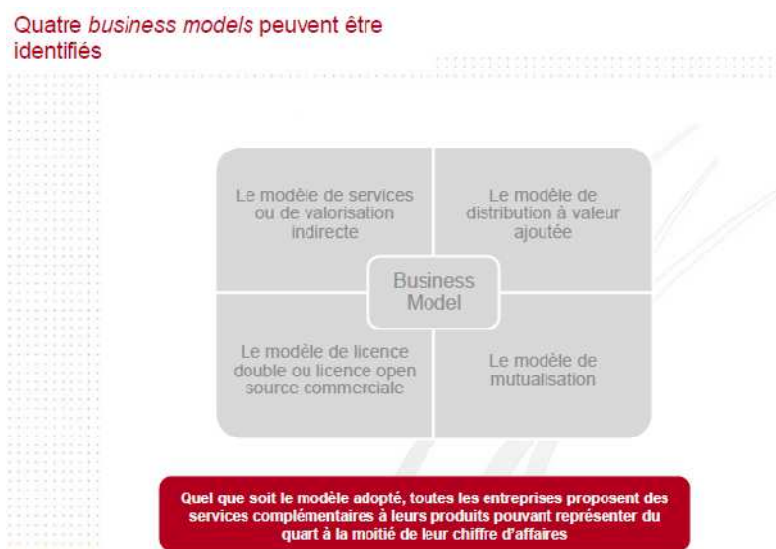 Quatre business models peuvent être
identifiés
Le modèle de services
ou de valorisation
indirecte
Le modèle de
distribution à valeur
ajoutée
Business
Model
Le modèle de licence
double ou licence open
source commerciale
Le modèle de
mutualisation
Quel que soit le modèle adopté, toutes les entreprises proposent des
services complémentaires à leurs produits pouvant représenter du
quart à la moitié de leur chiffre d'affaires